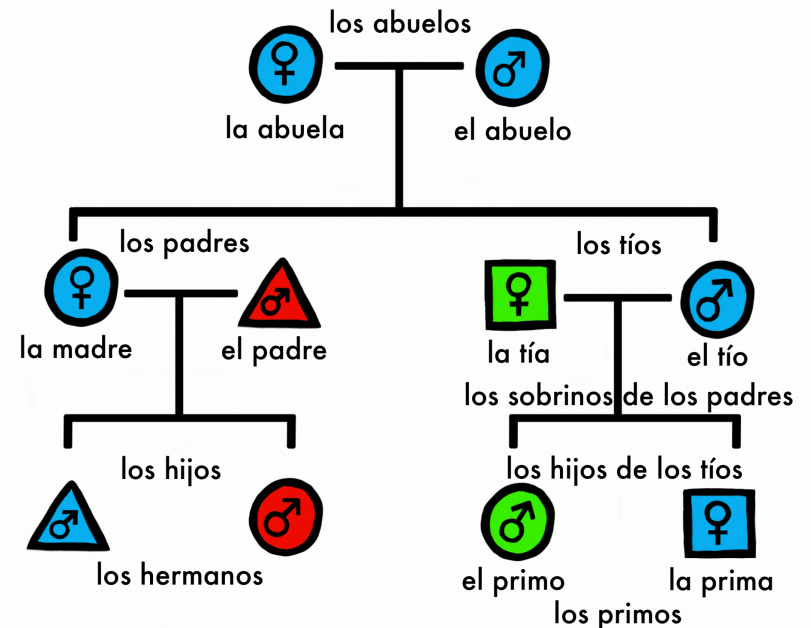 los abuelos
la abuela
el abuelo
los padres
los tíos
la madre
el padre
la tía
el tío
los sobrinos de los padres
los hijos
los hijos de los tíos
los hermanos
el primo
la prima
los primos